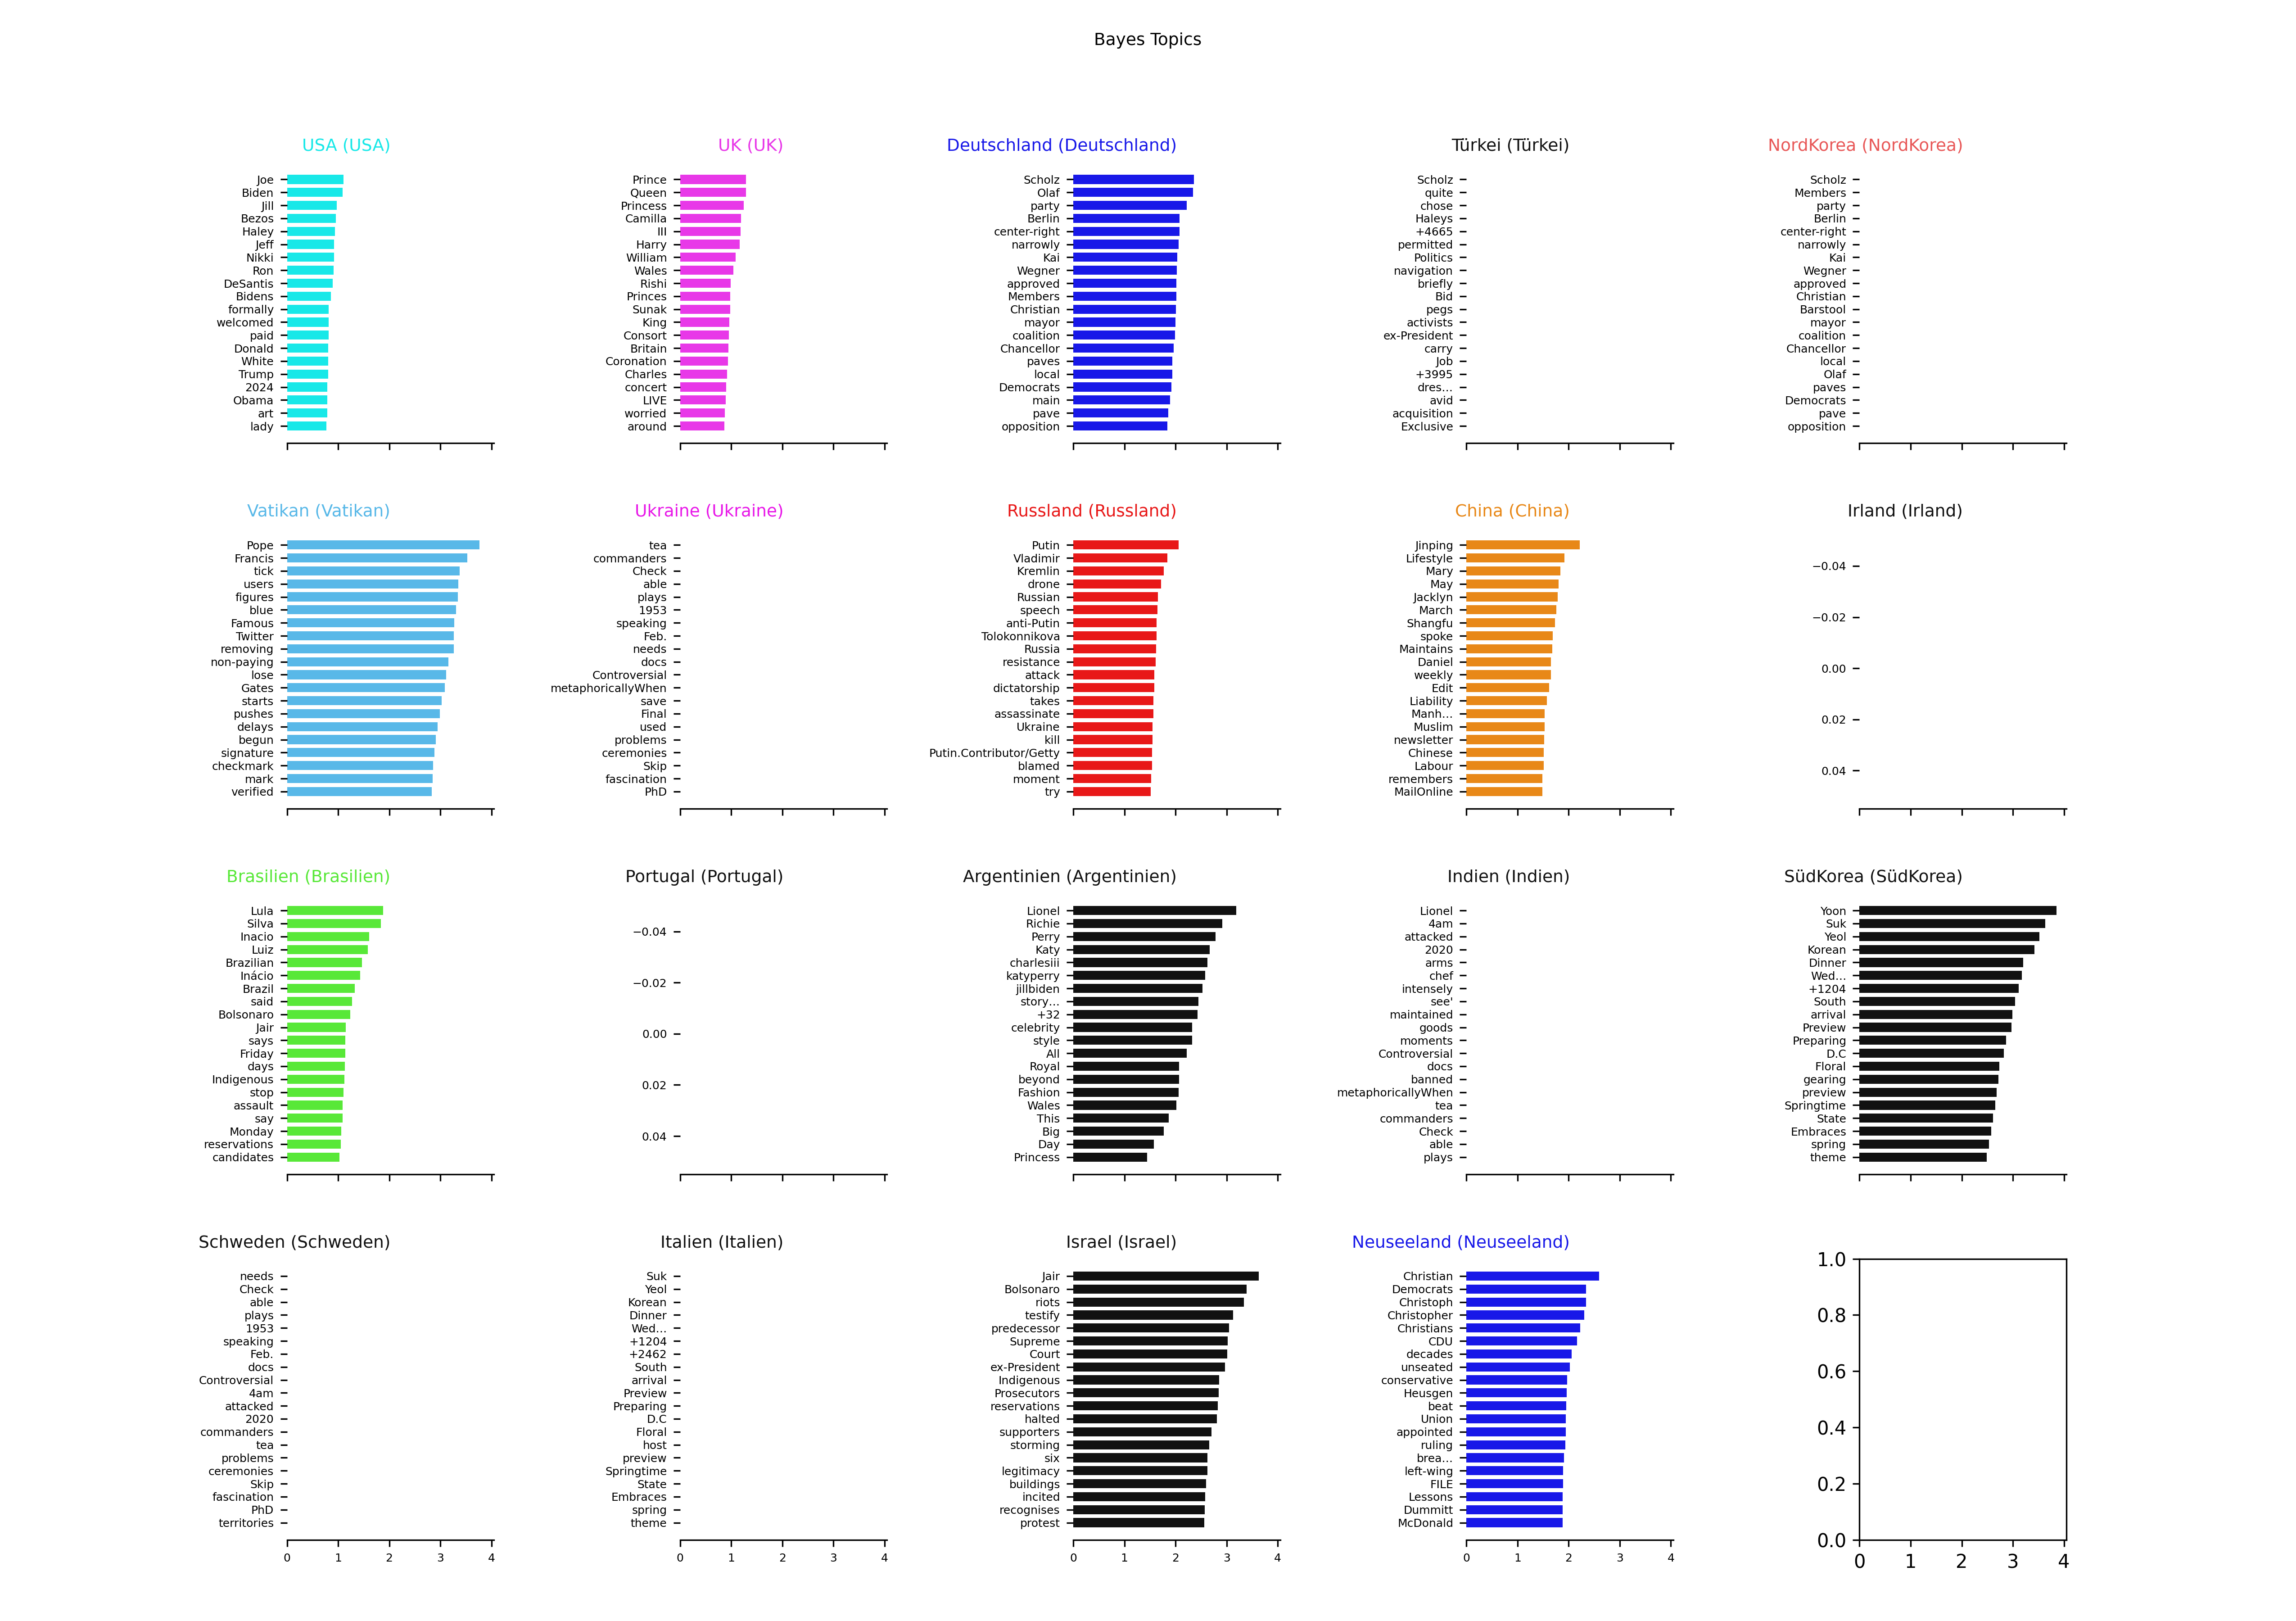 Bayes Topics
USA (USA)
Joe
Biden
Jill
Bezos
Haley
Jeff
Nikki
Ron
DeSantis
Bidens
formally
welcomed
paid
Donald
White
Trump
2024
Obama
art
lady
UK (UK)
Prince
Queen
Princess
Camilla
III
Harry
William
Wales
Rishi
Princes
Sunak
King
Consort
Britain
Coronation
Charles
concert
LIVE
worried
around
Deutschland (Deutschland)
Scholz
Olaf
party
Berlin
center-right
narrowly
Kai
Wegner
approved
Members
Christian
mayor
coalition
Chancellor
paves
local
Democrats
main
pave
opposition
Türkei (Türkei)
Scholz
quite
chose
Haleys
+4665
permitted
Politics
navigation
briefly
Bid
pegs
activists
ex-President
carry
Job
+3995
dres...
avid
acquisition
Exclusive
NordKorea (NordKorea)
Scholz
Members
party
Berlin
center-right
narrowly
Kai
Wegner
approved
Christian
Barstool
mayor
coalition
Chancellor
local
Olaf
paves
Democrats
pave
opposition
Vatikan (Vatikan)
Pope
Francis
tick
users
figures
blue
Famous
Twitter
removing
non-paying
lose
Gates
starts
pushes
delays
begun
signature
checkmark
mark
verified
Ukraine (Ukraine)
tea
commanders
Check
able
plays
1953
speaking
Feb.
needs
docs
Controversial
metaphoricallyWhen
save
Final
used
problems
ceremonies
Skip
fascination
PhD
Russland (Russland)
Putin
Vladimir
Kremlin
drone
Russian
speech
anti-Putin
Tolokonnikova
Russia
resistance
attack
dictatorship
takes
assassinate
Ukraine
kill
Putin.Contributor/Getty
blamed
moment
try
China (China)
Jinping
Lifestyle
Mary
May
Jacklyn
March
Shangfu
spoke
Maintains
Daniel
weekly
Edit
Liability
Manh...
Muslim
newsletter
Chinese
Labour
remembers
MailOnline
Irland (Irland)
−0.04
−0.02
0.00
0.02
0.04
Brasilien (Brasilien)
Lula
Silva
Inacio
Luiz
Brazilian
Inácio
Brazil
said
Bolsonaro
Jair
says
Friday
days
Indigenous
stop
assault
say
Monday
reservations
candidates
Portugal (Portugal)
−0.04
−0.02
0.00
0.02
0.04
Argentinien (Argentinien)
Lionel
Richie
Perry
Katy
charlesiii
katyperry
jillbiden
story...
+32
celebrity
style
All
Royal
beyond
Fashion
Wales
This
Big
Day
Princess
Indien (Indien)
Lionel
4am
attacked
2020
arms
chef
intensely
see'
maintained
goods
moments
Controversial
docs
banned
metaphoricallyWhen
tea
commanders
Check
able
plays
SüdKorea (SüdKorea)
Yoon
Suk
Yeol
Korean
Dinner
Wed...
+1204
South
arrival
Preview
Preparing
D.C
Floral
gearing
preview
Springtime
State
Embraces
spring
theme
Schweden (Schweden)
needs
Check
able
plays
1953
speaking
Feb.
docs
Controversial
4am
attacked
2020
commanders
tea
problems
ceremonies
Skip
fascination
PhD
territories
0 1 2 3 4
Italien (Italien)
Suk
Yeol
Korean
Dinner
Wed...
+1204
+2462
South
arrival
Preview
Preparing
D.C
Floral
host
preview
Springtime
State
Embraces
spring
theme
0 1 2 3 4
Israel (Israel)
Jair
Bolsonaro
riots
testify
predecessor
Supreme
Court
ex-President
Indigenous
Prosecutors
reservations
halted
supporters
storming
six
legitimacy
buildings
incited
recognises
protest
0 1 2 3 4
Neuseeland (Neuseeland)
Christian
Democrats
Christoph
Christopher
Christians
CDU
decades
unseated
conservative
Heusgen
beat
Union
appointed
ruling
brea...
left-wing
FILE
Lessons
Dummitt
McDonald
0 1 2 3 4
1.0
0.8
0.6
0.4
0.2
0.0
0 1 2 3 4